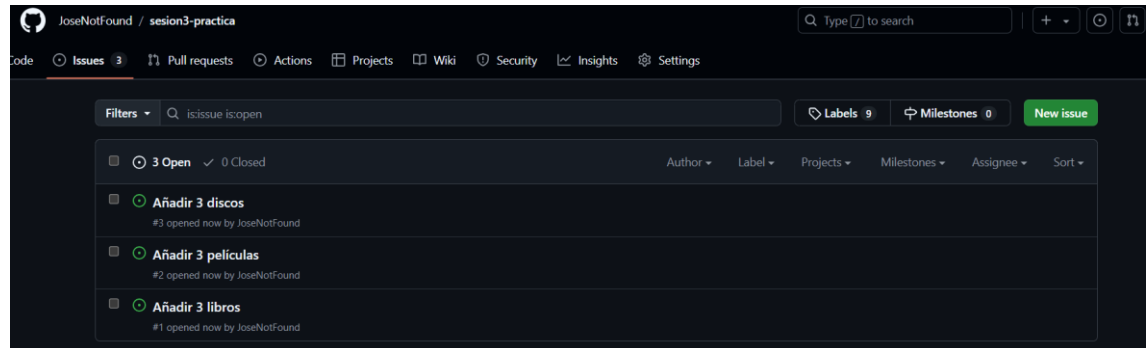 JoseNotFound / sesion3-practica
Type / to search
Code Issues 3 Pull requests Actions Projects Wiki Security Insights Settings
Filters is:issue is:open Labels 9 Milestones 0 New issue
3 Open 0 Closed Author Label Projects Milestones Assignee Sort
Añadir 3 discos
#3 opened now by JoseNotFound
Añadir 3 películas
#2 opened now by JoseNotFound
Añadir 3 libros
#1 opened now by JoseNotFound